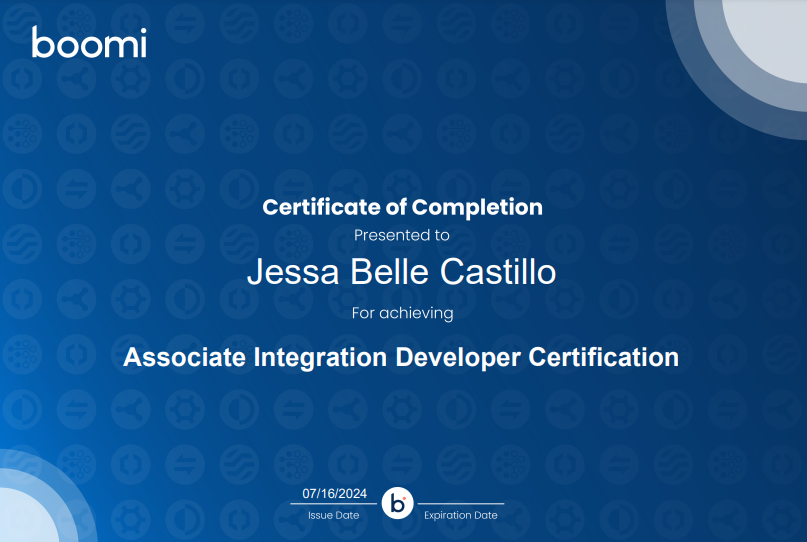 boomi
Certificate of Completion
Presented to
Jessa Belle Castillo
For achieving
Associate Integration Developer Certification
07/16/2024
b
Issue Date
Expiration Date